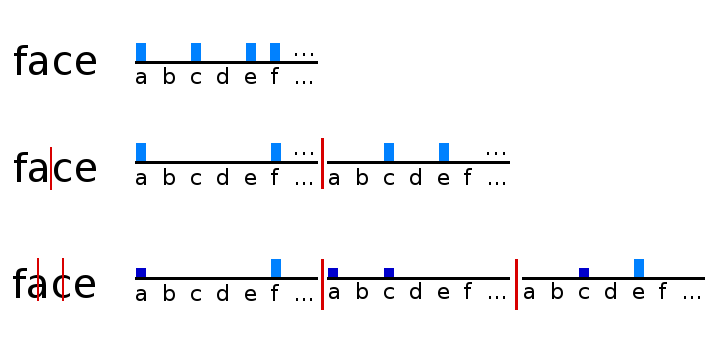 face a b c d e f ... ...
face a b c d e f ... ... a b c d e f ... ...
face a b c d e f ... a b c d e f ... a b c d e f ...